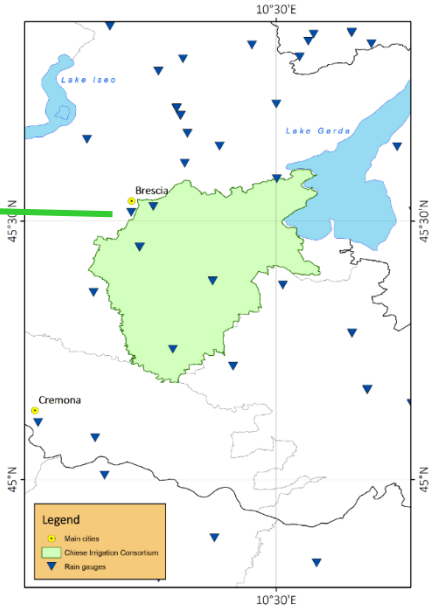 10°30'E
Lake Iseo
Lake Garda
Brescia
45°30'N
45°30'N
Cremona
45°N
45°N
Legend
Main cities
Chiese Irrigation Consortium
Rain gauges
10°30'E